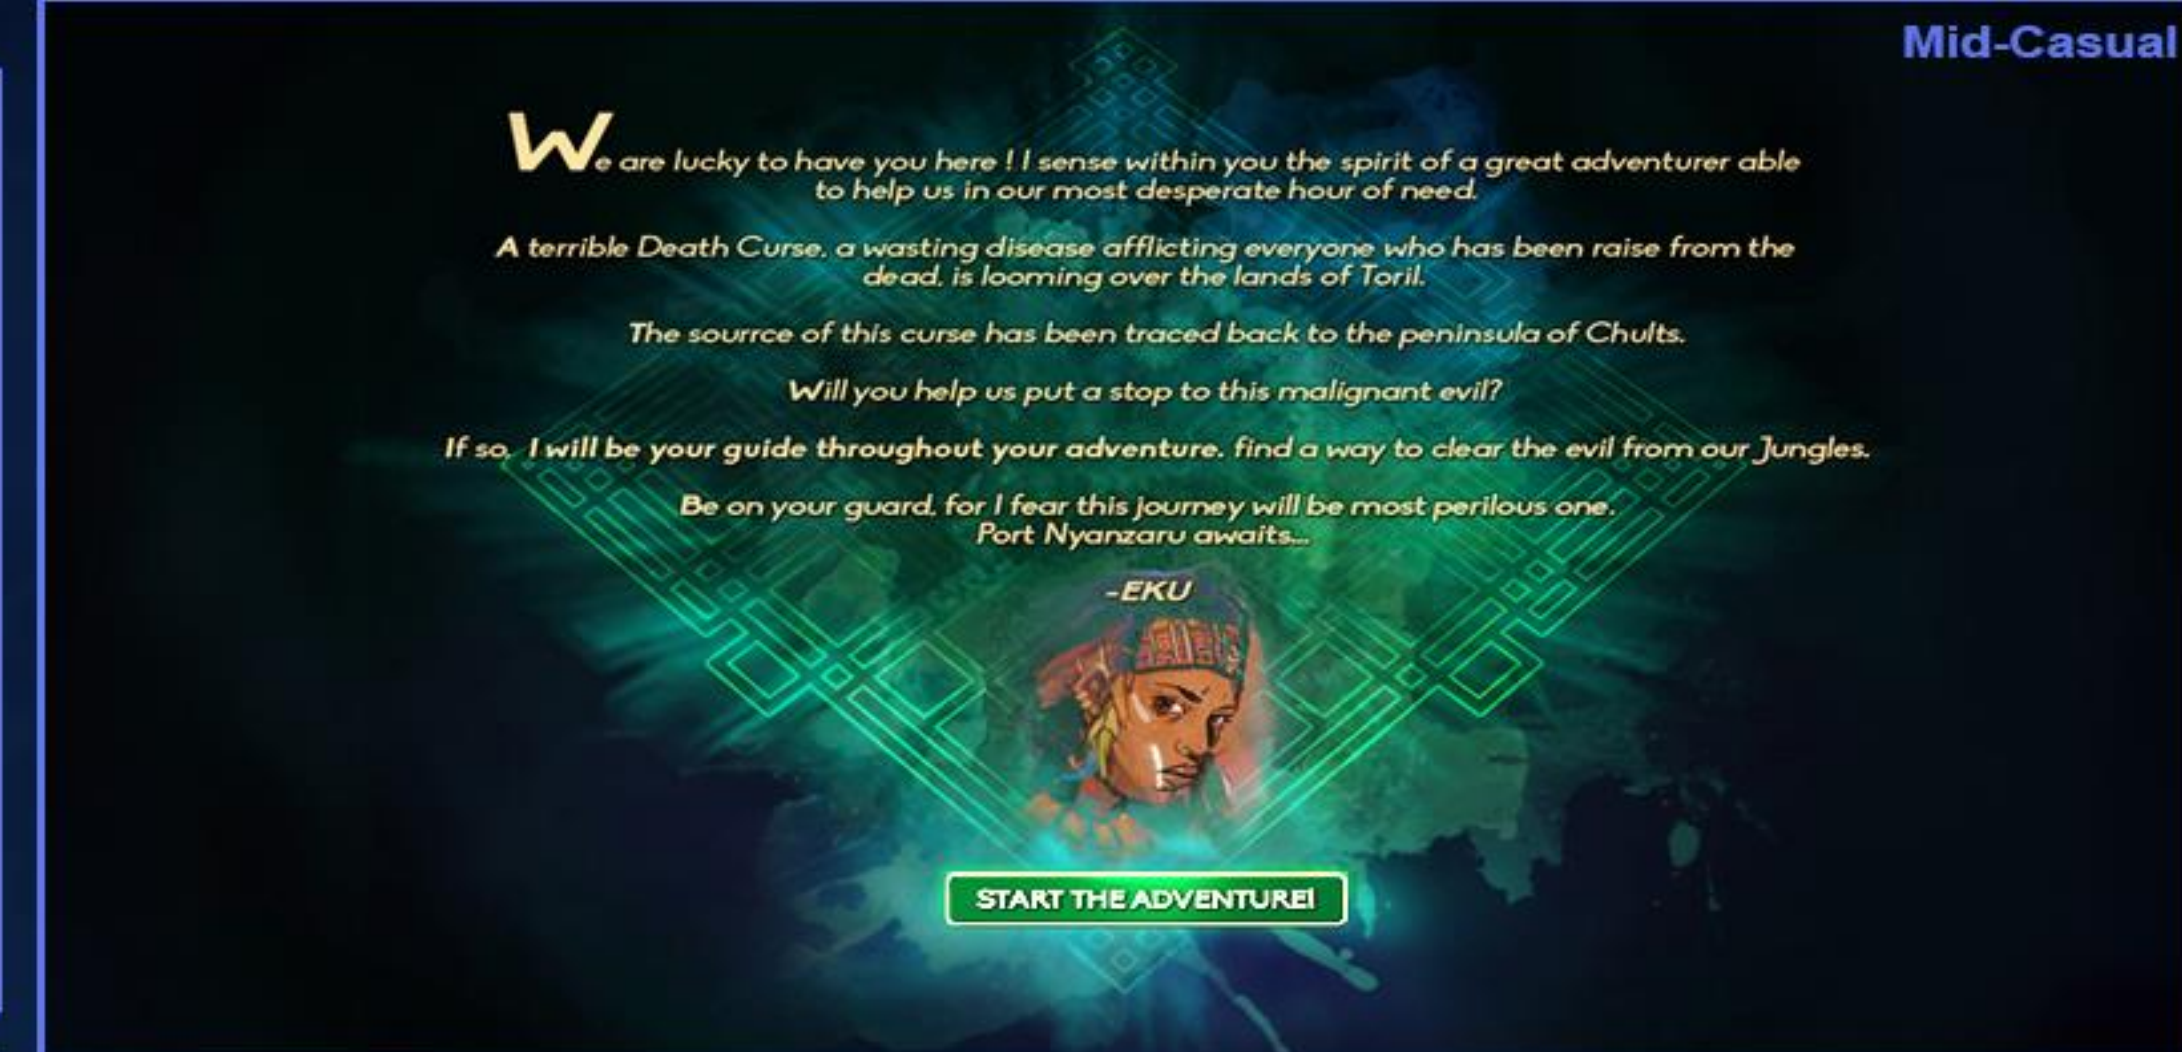 Mid-Casual
We are lucky to have you here ! I sense within you the spirit of a great adventurer able
to help us in our most desperate hour of need.
A terrible Death Curse, a wasting disease afflicting everyone who has been raise from the
dead, is looming over the lands of Toril.
The sourrce of this curse has been traced back to the peninsula of Chults.
Will you help us put a stop to this malignant evil?
If so, I will be your guide throughout your adventure. find a way to clear the evil from our Jungles.
Be on your guard, for I fear this journey will be most perilous one.
Port Nyanzaru awaits...
-EKU
START THE ADVENTURE!